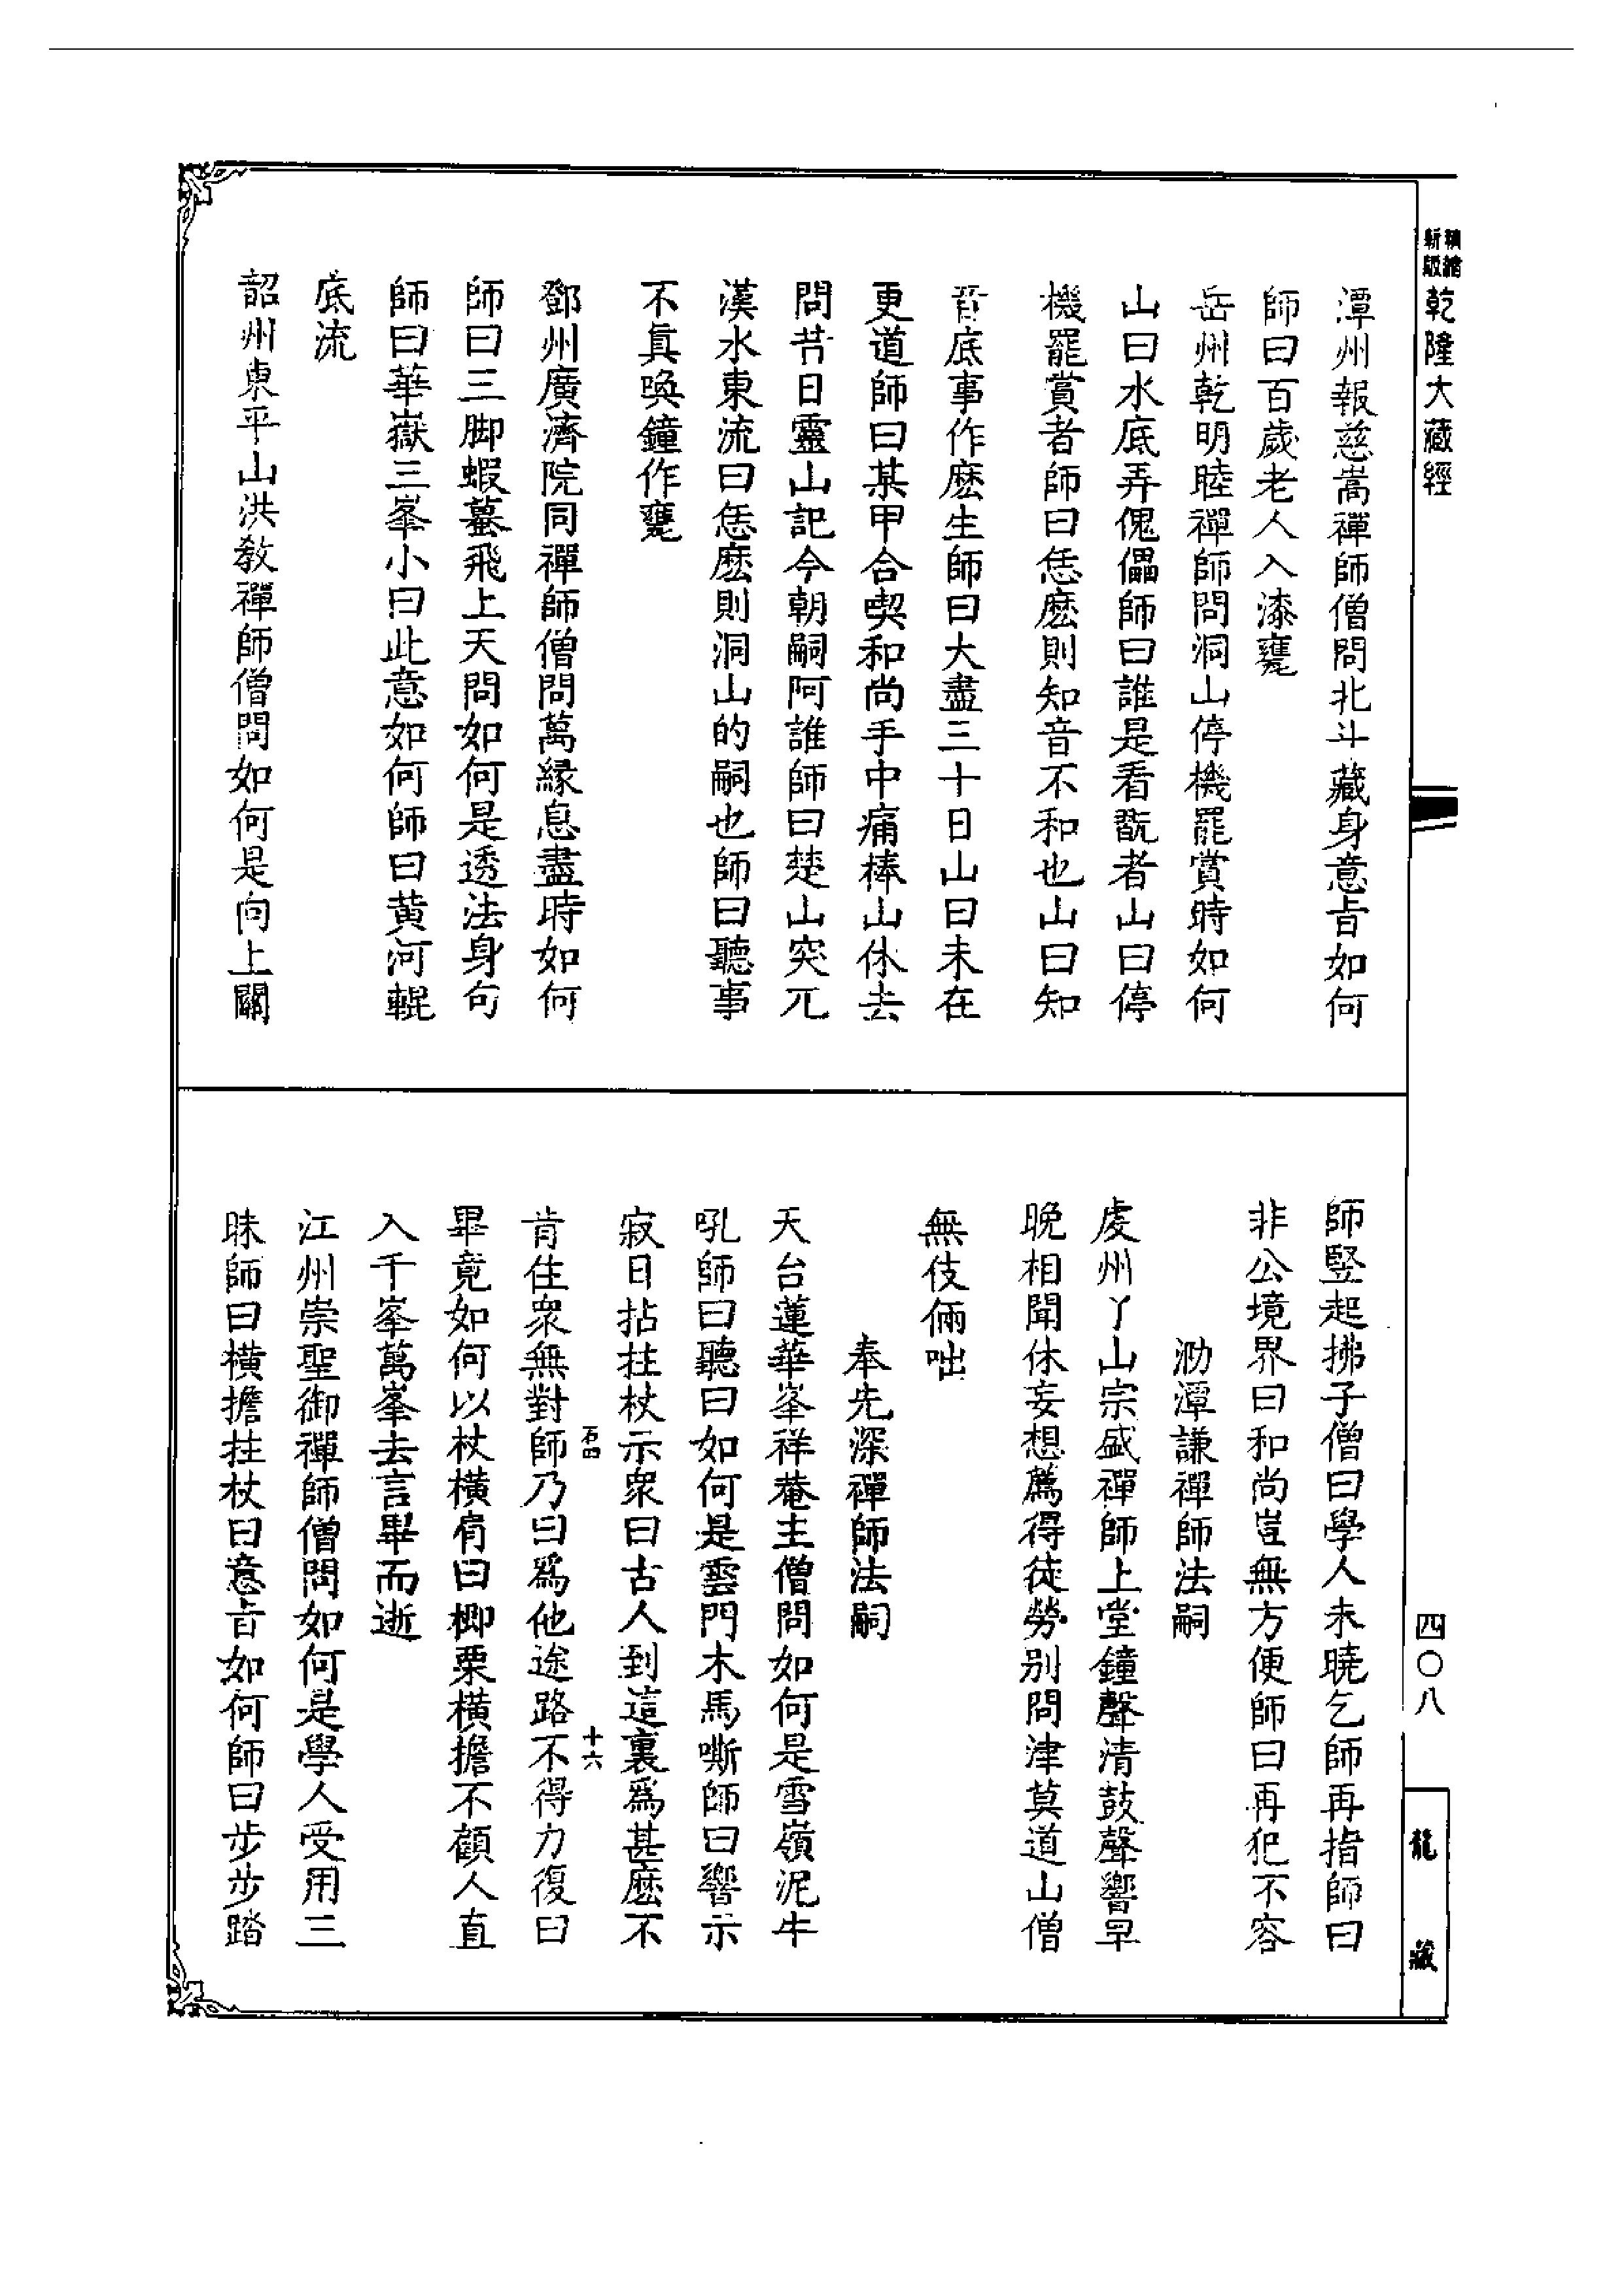 精縮
新版
乾隆大藏經
潭州報慈嵩禪師僧問北斗藏身意旨如何
師曰百歲老人入漆甕
岳州乾明睦禪師問洞山停機罷賞時如何
山曰水底弄傀儡師曰誰是看翫者山曰停
機罷賞者師曰恁麽則知音不和也山曰知
音底事作麽生師曰大盡三十日山曰未在
更道師曰某甲合喫和尚手中痛棒山休去
問昔日靈山記今朝嗣阿誰師曰楚山突兀
漢水東流曰恁麽則洞山的嗣也師曰聽事
不眞喚鐘作甕
鄧州廣濟院同禪師僧問萬緣息盡時如何
師曰三脚蝦蟇飛上天問如何是透法身句
師曰華嶽三峯小曰此意如何師曰黃河輥
底流
韶州東平山洪敎禪師僧問如何是向上關
師竪起拂子僧曰學人未曉乞師再指師曰
非公境界曰和尚豈無方便師曰再犯不容
泐潭謙禪師法嗣
虔州丫山宗盛禪師上堂鐘聲清鼓聲響早
晚相聞休妄想薦得徒勞別問津莫道山僧
無伎倆咄
奉先深禪師法嗣
天台蓮華峯祥菴主僧問如何是雪嶺泥牛
吼師曰聽曰如何是雲門木馬嘶師曰響示
寂日拈拄杖示衆曰古人到這裏爲甚麽不
石四
十六
肯住衆無對師乃曰爲他途路不得力復曰
畢竟如何以杖橫肩曰楖栗橫擔不顧人直
入千峯萬峯去言畢而逝
江州崇聖御禪師僧問如何是學人受用三
昧師曰橫擔拄杖曰意旨如何師曰步步踏
四〇八
龍藏